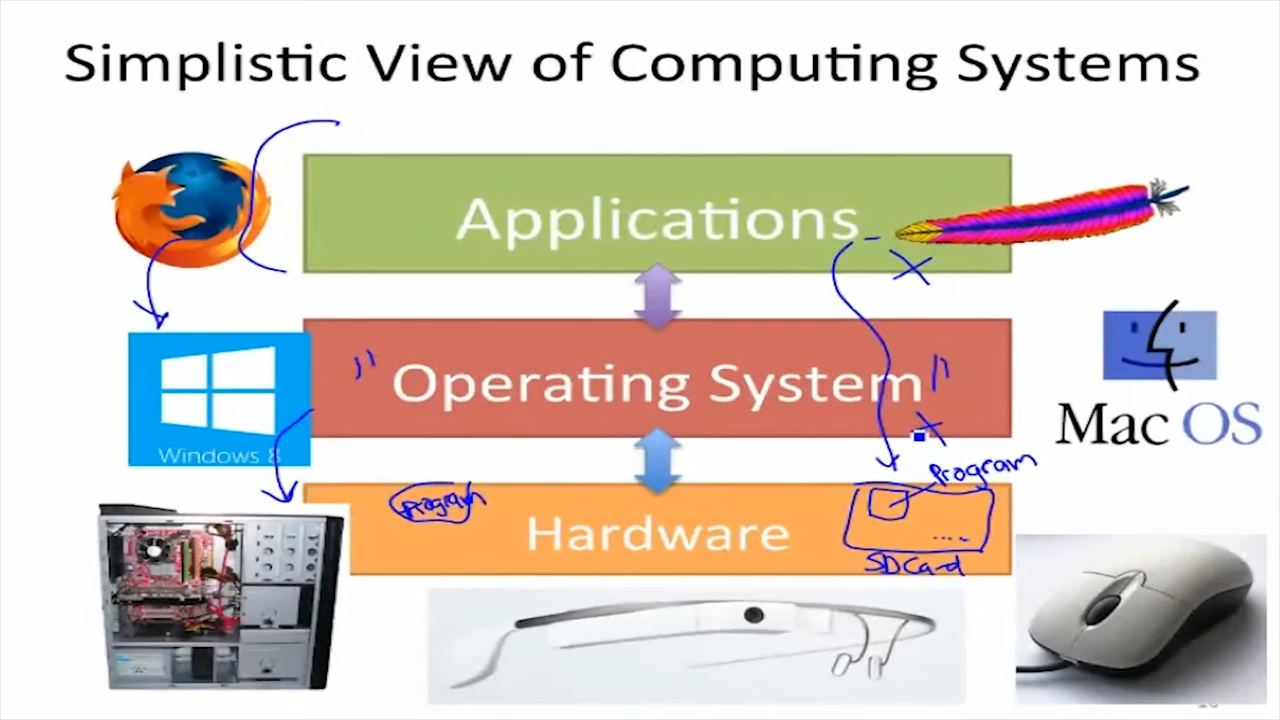 Simplistic View of Computing Systems
Applications
" Operating System "
Windows 8
Mac OS
Program
Program
Hardware
SD Card